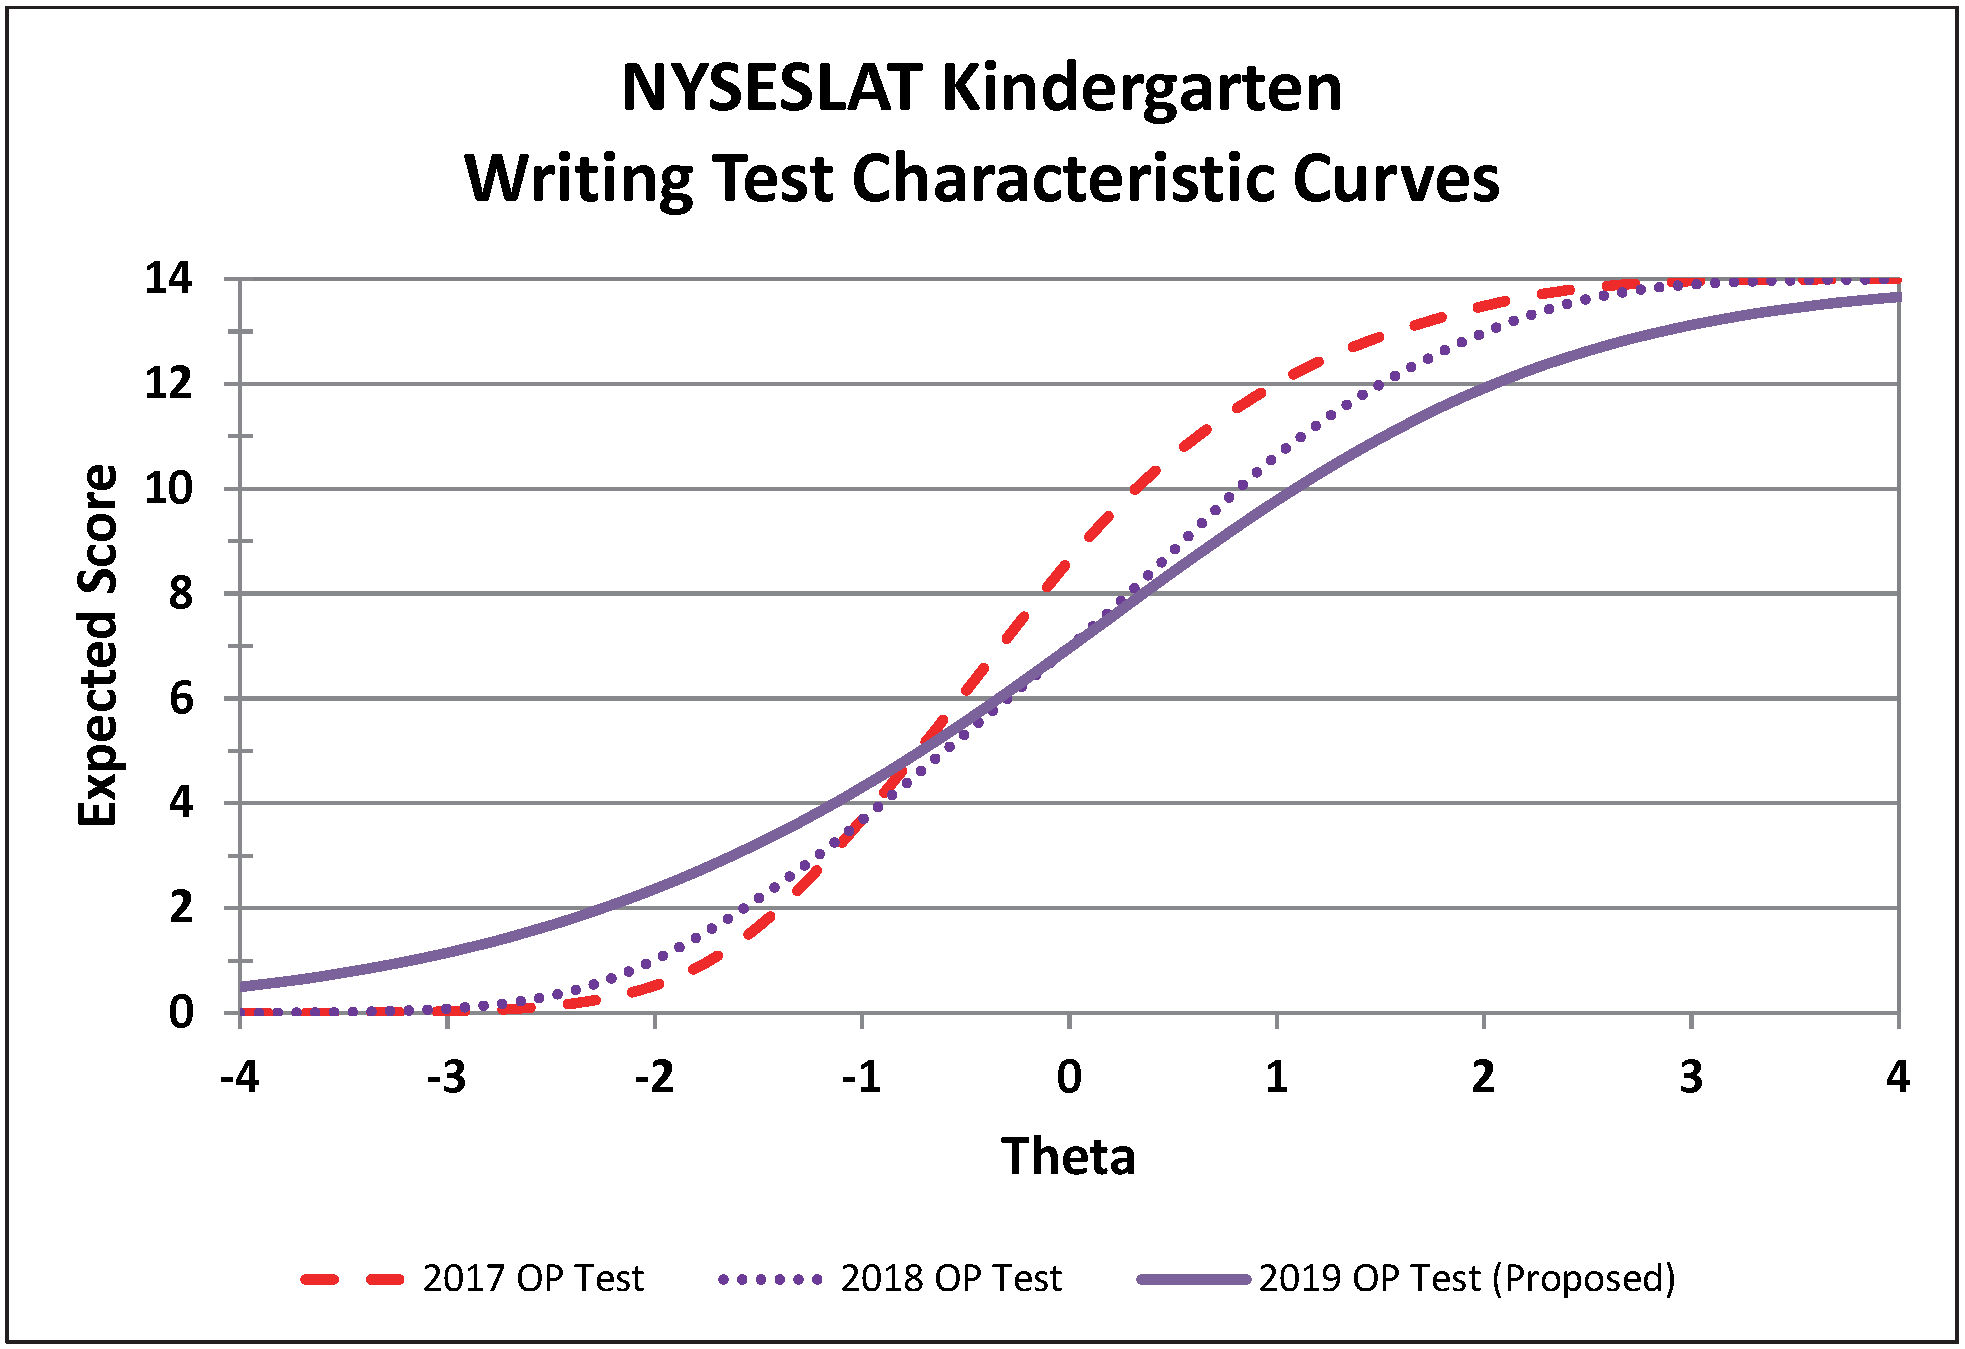 NYSESLAT Kindergarten
Writing Test Characteristic Curves
Expected Score
14
12
10
8
6
4
2
0
-4 -3 -2 -1 0 1 2 3 4
Theta
2017 OP Test 2018 OP Test 2019 OP Test (Proposed)